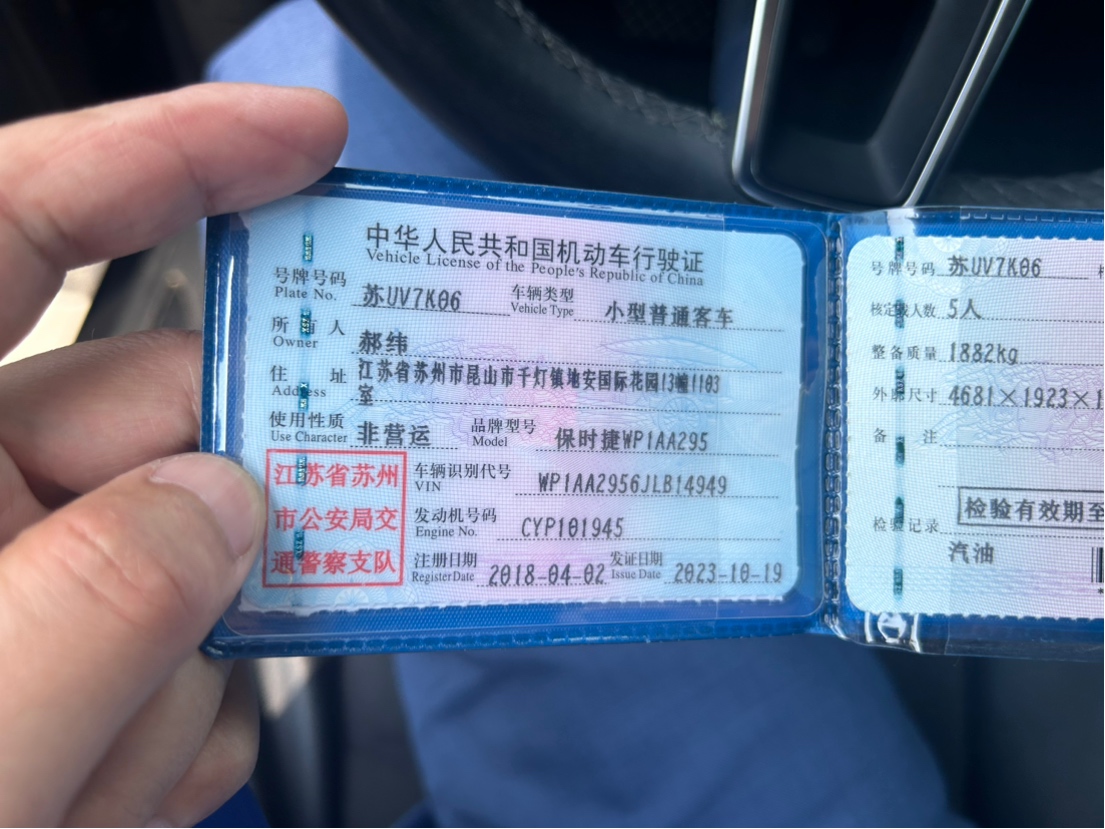 中华人民共和国机动车行驶证
Vehicle License of the People's Republic of China
号牌号码 苏UV7K06 车辆类型 小型普通客车
Plate No. Vehicle Type
所有人 郝纬
Owner
住址 江苏省苏州市昆山市千灯镇地安国际花园13幢1103
Address 室
使用性质 非营运 品牌型号 保时捷WP1AA295
Use Character Model
江苏省苏州
市公安局交
通警察支队
车辆识别代号 WP1AA2956JLB14949
VIN
发动机号码 CYP101945
Engine No.
注册日期 2018-04-02 发证日期 2023-10-19
Register Date Issue Date
号牌号码 苏UV7K06
核定载人数 5人
整备质量 1882kg
外廓尺寸 4681×1923×1
备注
检验有效期至
检验记录
汽油